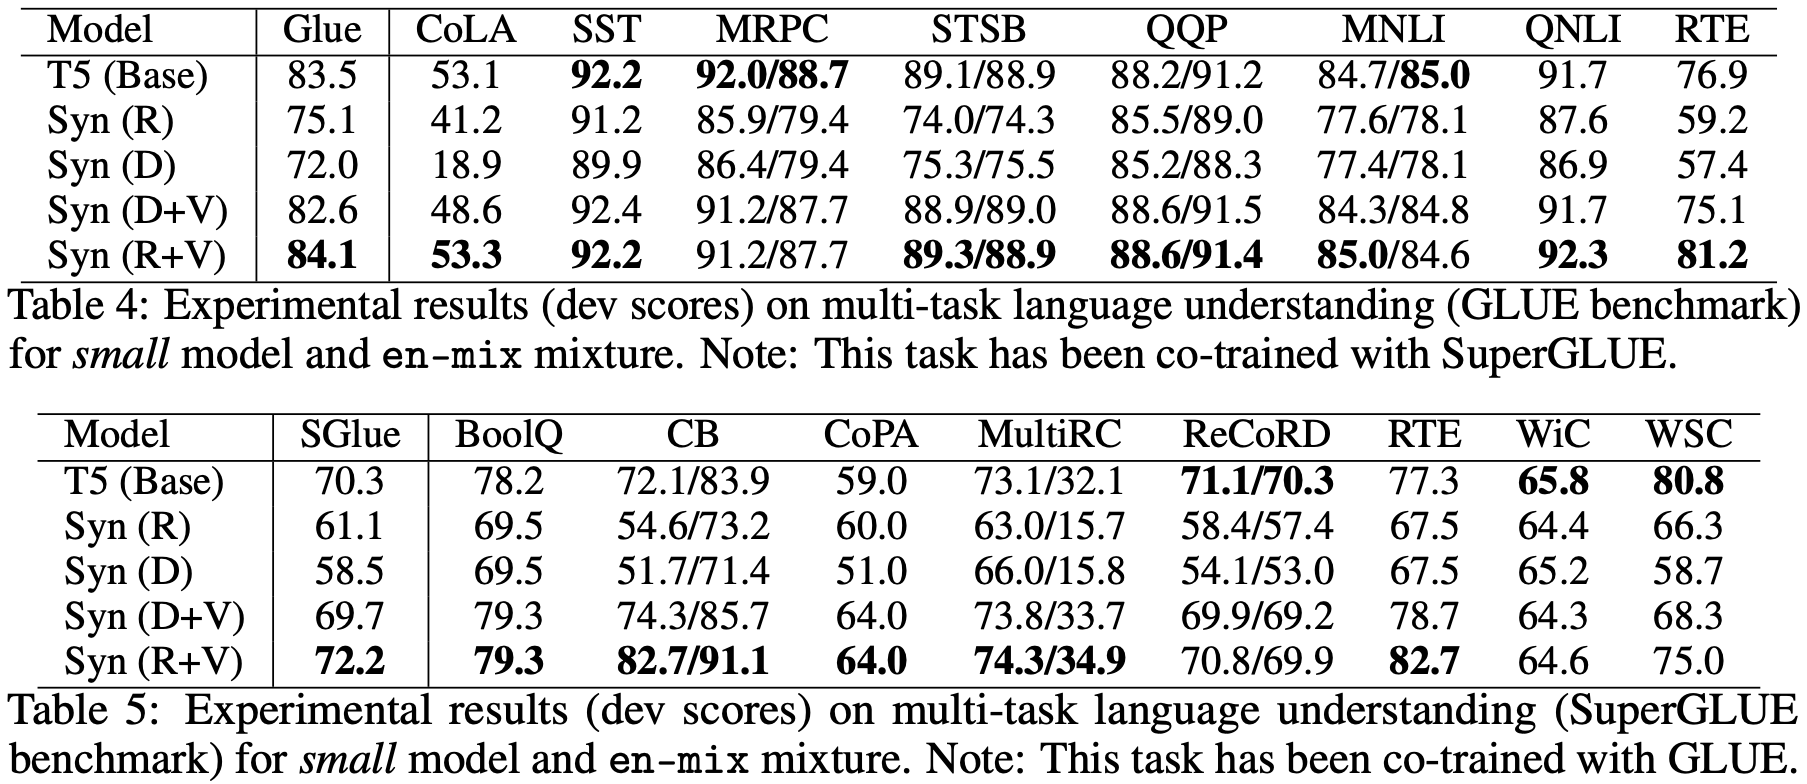 Model Glue CoLA SST MRPC STSB QQP MNLI QNLI RTE
T5 (Base) 83.5 53.1 92.2 92.0/88.7 89.1/88.9 88.2/91.2 84.7/85.0 91.7 76.9
Syn (R) 75.1 41.2 91.2 85.9/79.4 74.0/74.3 85.5/89.0 77.6/78.1 87.6 59.2
Syn (D) 72.0 18.9 89.9 86.4/79.4 75.3/75.5 85.2/88.3 77.4/78.1 86.9 57.4
Syn (D+V) 82.6 48.6 92.4 91.2/87.7 88.9/89.0 88.6/91.5 84.3/84.8 91.7 75.1
Syn (R+V) 84.1 53.3 92.2 91.2/87.7 89.3/88.9 88.6/91.4 85.0/84.6 92.3 81.2
Table 4: Experimental results (dev scores) on multi-task language understanding (GLUE benchmark)
for small model and en-mix mixture. Note: This task has been co-trained with SuperGLUE.
Model SGlue BoolQ CB CoPA MultiRC ReCoRD RTE WiC WSC
T5 (Base) 70.3 78.2 72.1/83.9 59.0 73.1/32.1 71.1/70.3 77.3 65.8 80.8
Syn (R) 61.1 69.5 54.6/73.2 60.0 63.0/15.7 58.4/57.4 67.5 64.4 66.3
Syn (D) 58.5 69.5 51.7/71.4 51.0 66.0/15.8 54.1/53.0 67.5 65.2 58.7
Syn (D+V) 69.7 79.3 74.3/85.7 64.0 73.8/33.7 69.9/69.2 78.7 64.3 68.3
Syn (R+V) 72.2 79.3 82.7/91.1 64.0 74.3/34.9 70.8/69.9 82.7 64.6 75.0
Table 5: Experimental results (dev scores) on multi-task language understanding (SuperGLUE
benchmark) for small model and en-mix mixture. Note: This task has been co-trained with GLUE.